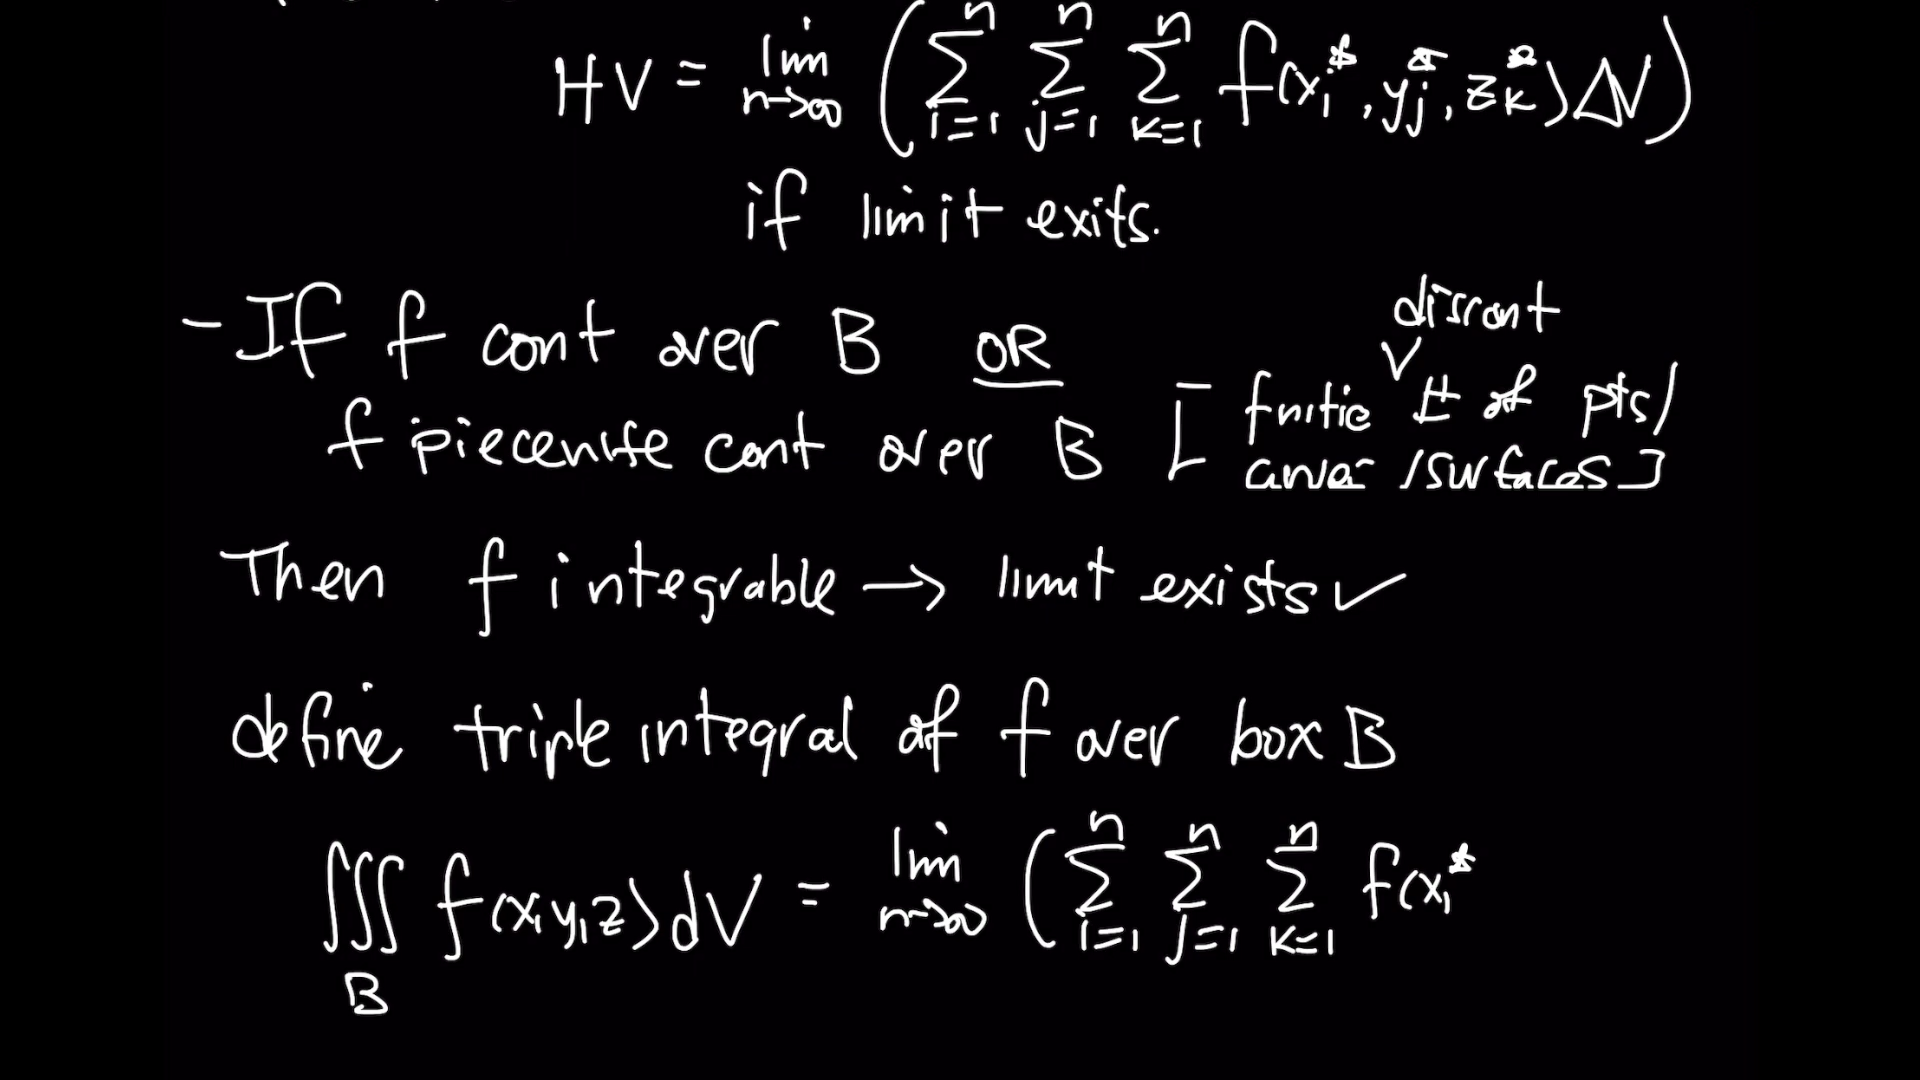 HV = lim n->∞ ( n Σ i=1 n Σ j=1 n Σ k=1 f(xi*, yj*, zk*)ΔV )
if limit exits.
- If f cont over B OR
discont
f piecewise cont over B [ finitie # of pts/
curves /surfaces]
Then f integrable → limit exists ✓
define triple integral of f over box B
∭ B f(x,y,z)dV = lim n->∞ ( n Σ i=1 n Σ j=1 n Σ k=1 f(xi*